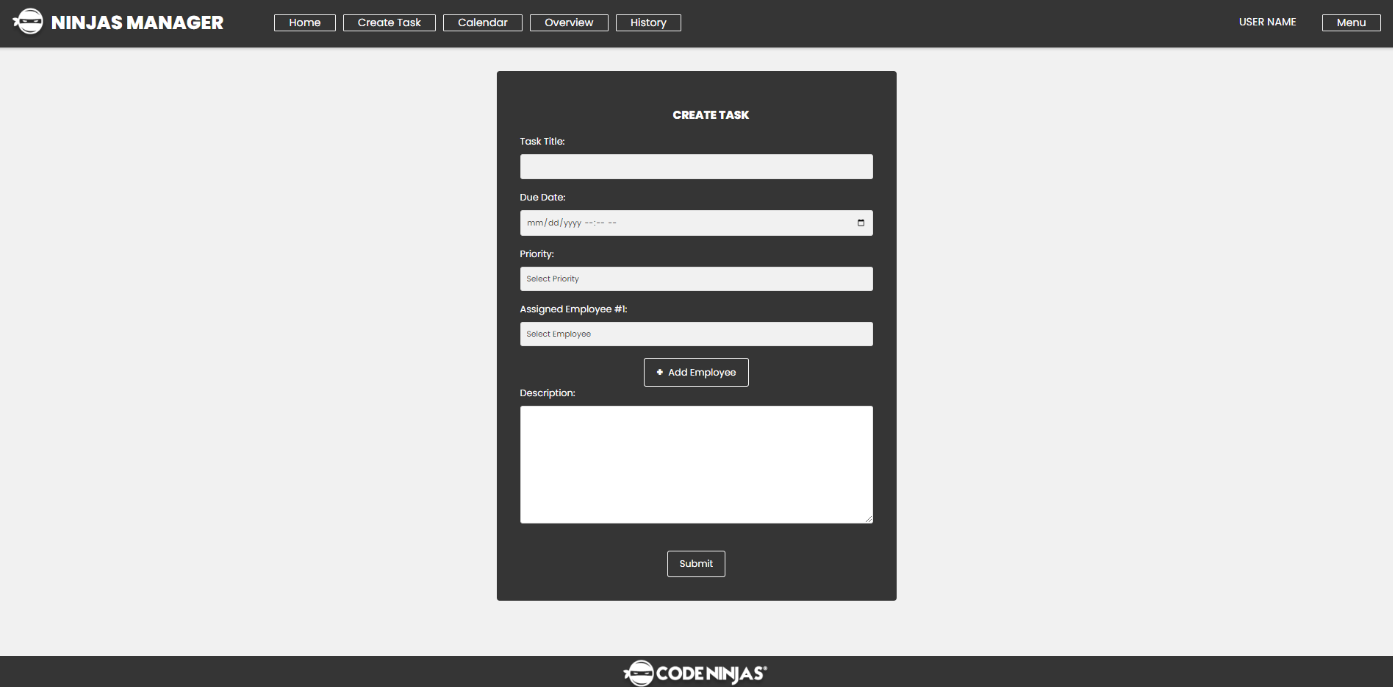 NINJAS MANAGER Home Create Task Calendar Overview History USER NAME Menu
CREATE TASK
Task Title:
Due Date:
mm/dd/yyyy --:-- --
Priority:
Select Priority
Assigned Employee #1:
Select Employee
+ Add Employee
Description:
Submit
CODE NINJAS®